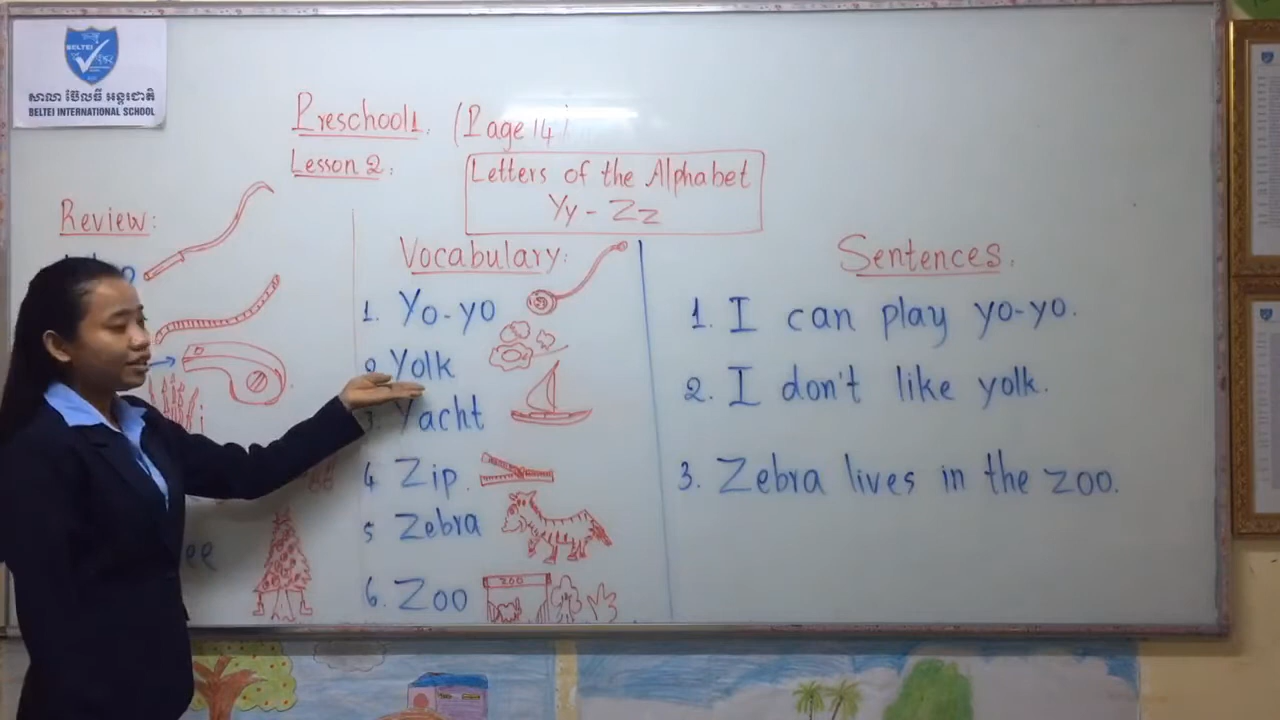 BELTEI
សាលា ប៊ែលធី អន្តរជាតិ
BELTEI INTERNATIONAL SCHOOL
Preschool 1. (Page 14)
Lesson 2.
Letters of the Alphabet
Yy - Zz
Review:
Vocabulary:
1. Yo-yo
2 Yolk
3. Yacht
4 Zip.
5 Zebra
6. Zoo
ZOO
Sentences.
1. I can play yo-yo.
2. I don't like yolk.
3. Zebra lives in the zoo.